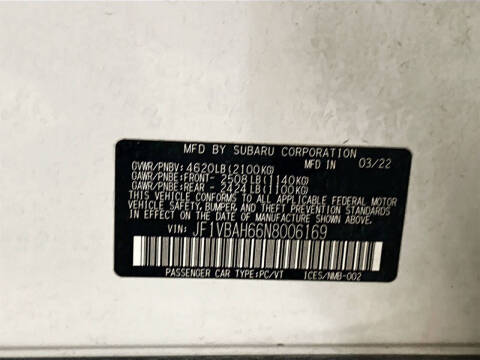 MFD BY SUBARU CORPORATION
GVWR/PNBV: 4620LB(2100KG) MFD IN 03/22
GAWR/PNBE:FRONT- 2508LB(1140KG)
GAWR/PNBE:REAR - 2424LB(1100KG)
THIS VEHICLE CONFORMS TO ALL APPLICABLE FEDERAL MOTOR
VEHICLE SAFETY, BUMPER, AND THEFT PREVENTION STANDARDS
IN EFFECT ON THE DATE OF MANUFACTURE SHOWN ABOVE.
VIN: JF1VBAH66N8006169
PASSENGER CAR TYPE:PC/VT ICES/NMB-002